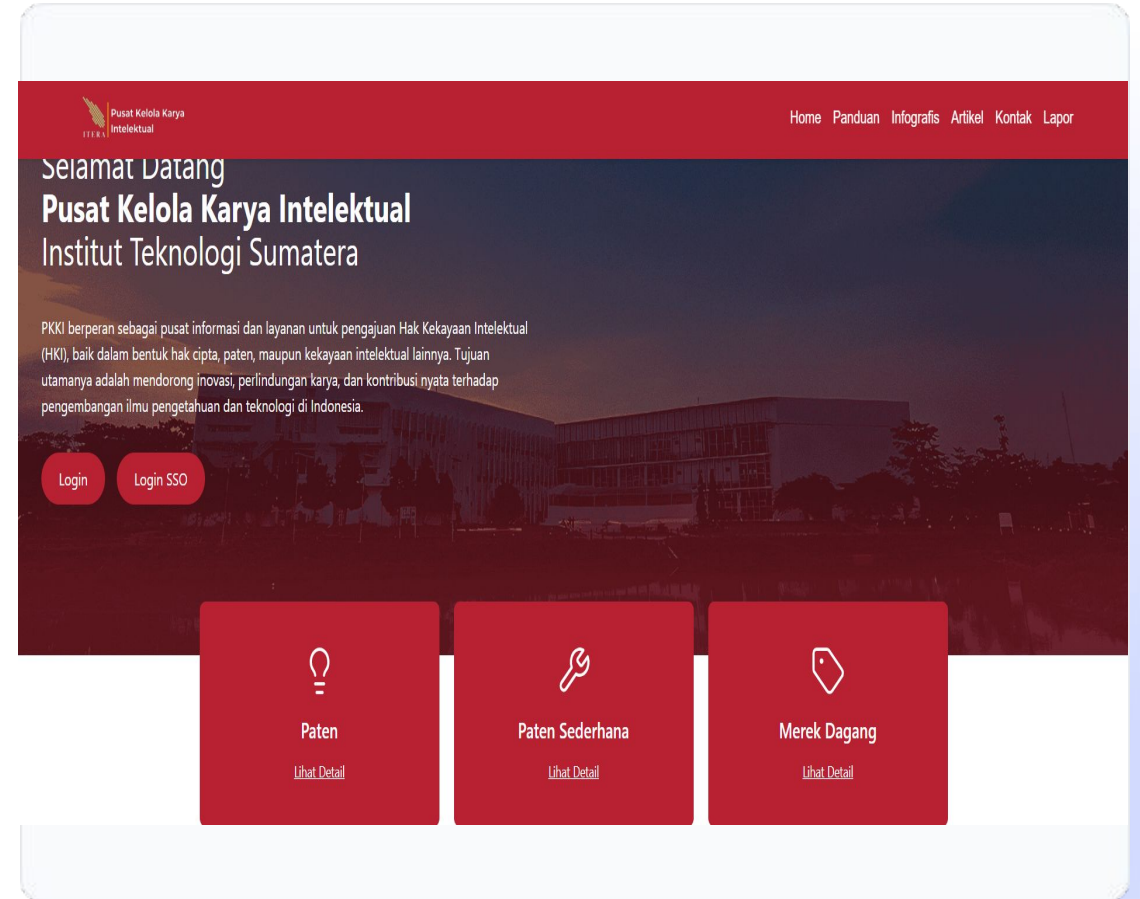 Pusat Kelola Karya
Intelektual
ITERA
Home Panduan Infografis Artikel Kontak Lapor
Selamat Datang
Pusat Kelola Karya Intelektual
Institut Teknologi Sumatera
PKKI berperan sebagai pusat informasi dan layanan untuk pengajuan Hak Kekayaan Intelektual
(HKI), baik dalam bentuk hak cipta, paten, maupun kekayaan intelektual lainnya. Tujuan
utamanya adalah mendorong inovasi, perlindungan karya, dan kontribusi nyata terhadap
pengembangan ilmu pengetahuan dan teknologi di Indonesia.
Login Login SSO
Paten
Lihat Detail
Paten Sederhana
Lihat Detail
Merek Dagang
Lihat Detail